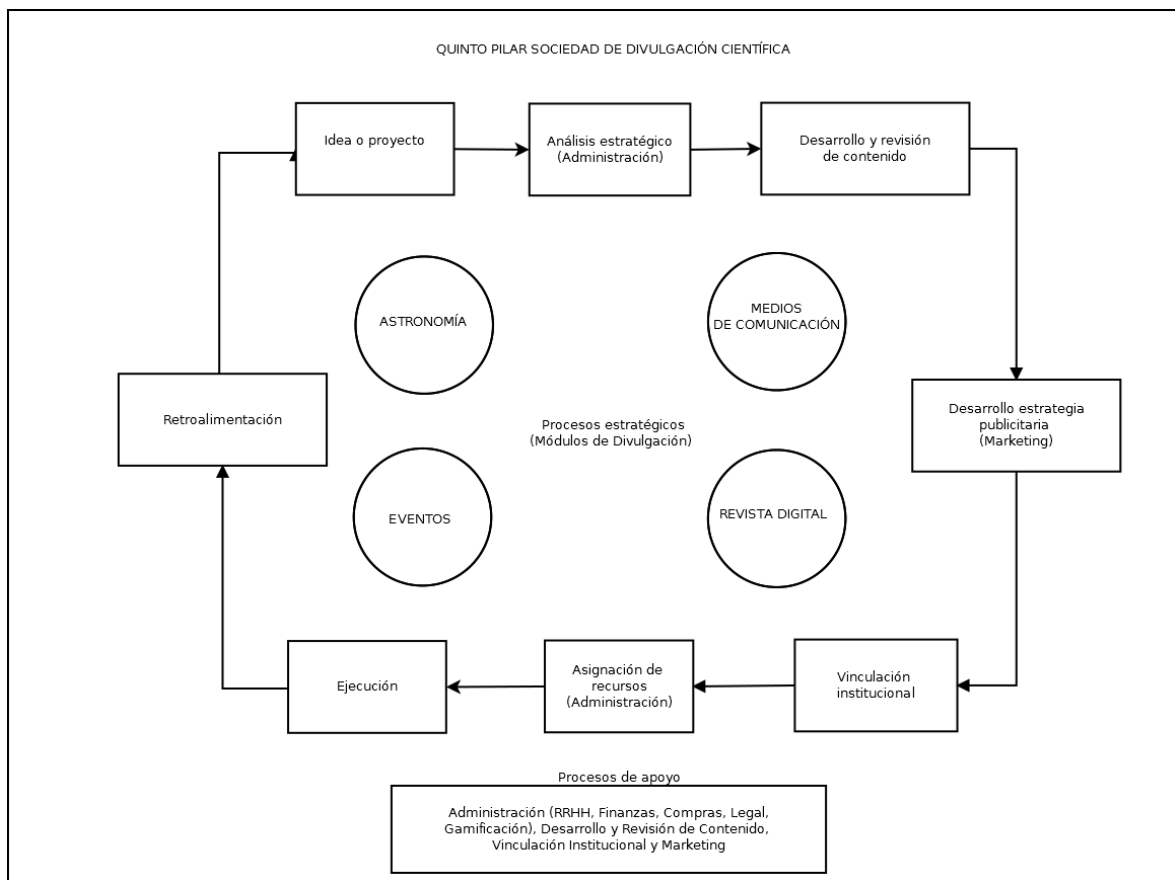 QUINTO PILAR SOCIEDAD DE DIVULGACIÓN CIENTÍFICA
Idea o proyecto
Análisis estratégico
(Administración)
Desarrollo y revisión
de contenido
ASTRONOMÍA
MEDIOS
DE COMUNICACIÓN
Retroalimentación
Procesos estratégicos
(Módulos de Divulgación)
Desarrollo estrategia
publicitaria
(Marketing)
EVENTOS
REVISTA DIGITAL
Ejecución
Asignación de
recursos
(Administración)
Vinculación
institucional
Procesos de apoyo
Administración (RRHH, Finanzas, Compras, Legal,
Gamificación), Desarrollo y Revisión de Contenido,
Vinculación Institucional y Marketing